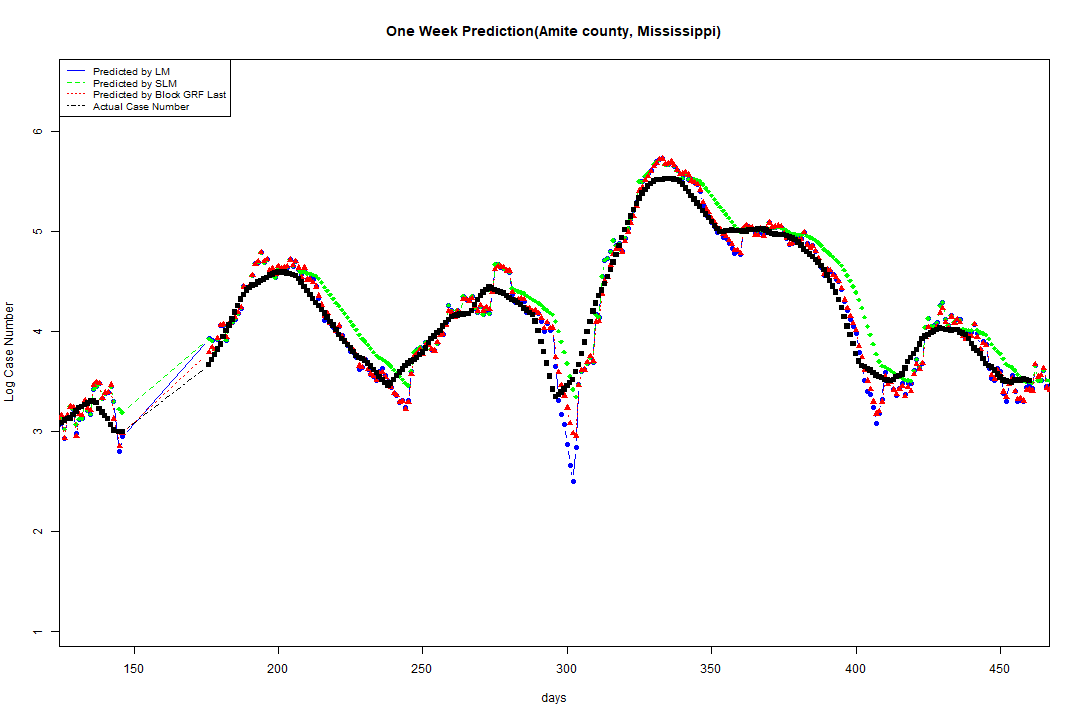 One Week Prediction(Amite county, Mississippi)
Predicted by LM
Predicted by SLM
Predicted by Block GRF Last
Actual Case Number
6
5
4
3
2
1
Log Case Number
150 200 250 300 350 400 450
days